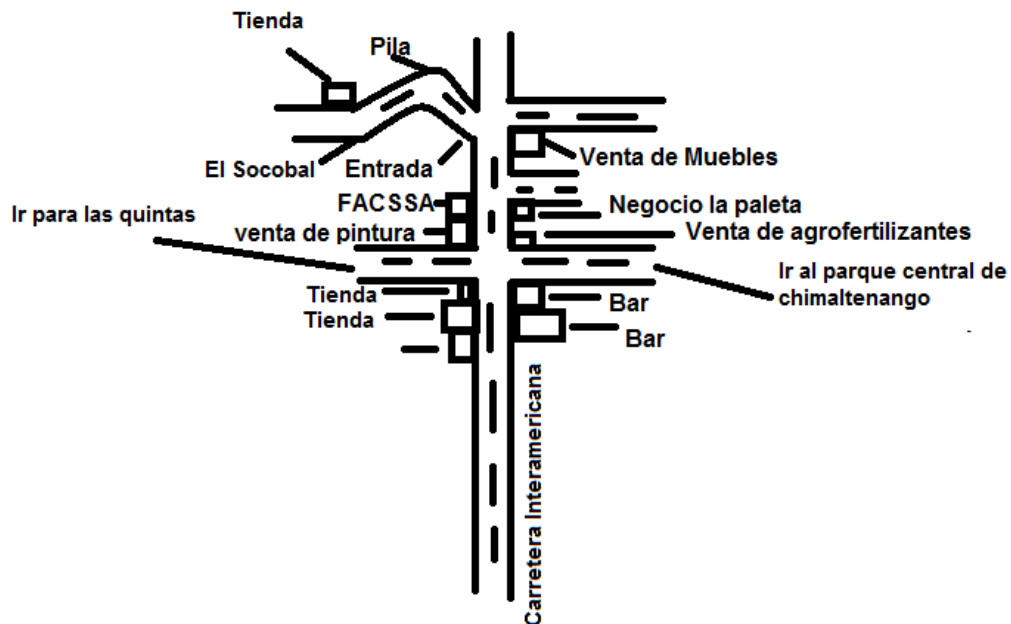 Tienda
Pila
El Socobal
Entrada
Venta de Muebles
FACSSA
Negocio la paleta
Ir para las quintas
venta de pintura
Venta de agrofertilizantes
Ir al parque central de
chimaltenango
Tienda
Bar
Tienda
Bar
Carretera Interamericana